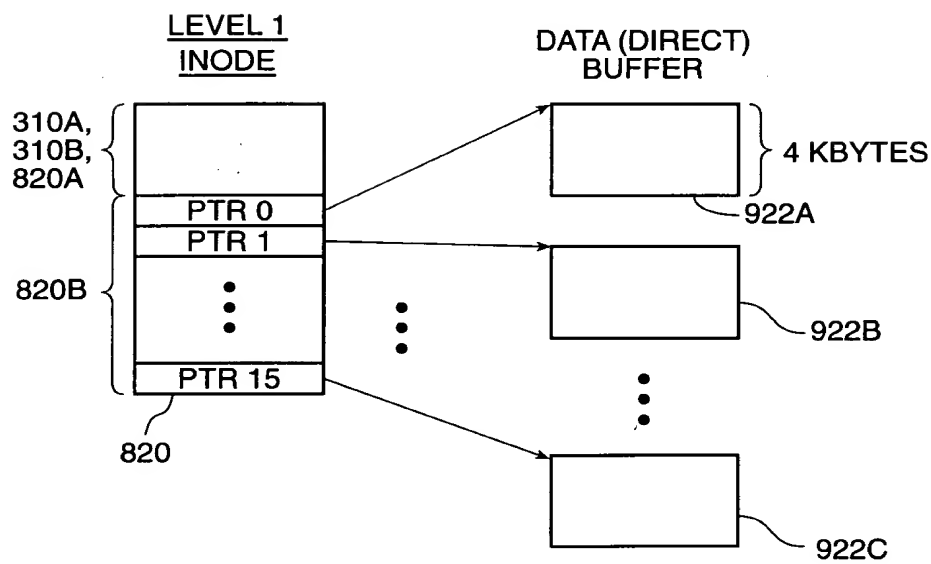 LEVEL 1
INODE
DATA (DIRECT)
BUFFER
310A,
310B,
820A
4 KBYTES
PTR 0
922A
PTR 1
820B
922B
PTR 15
820
922C